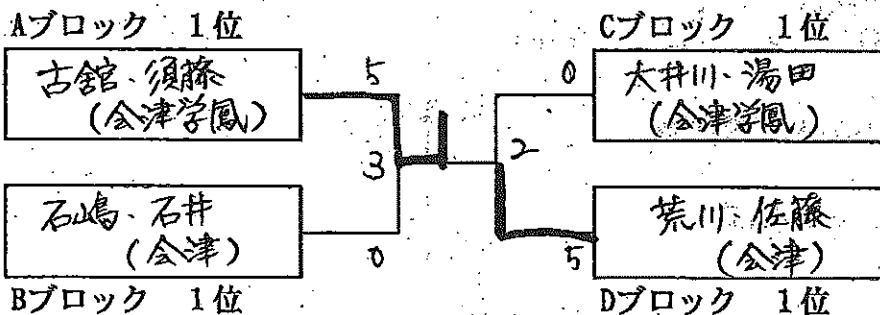 Aブロック 1位
古舘・須藤
(会津学鳳)
5
3
0
石嶋・石井
(会津)
Bブロック 1位
Cブロック 1位
大井川・湯田
(会津学鳳)
0
2
5
荒川・佐藤
(会津)
Dブロック 1位